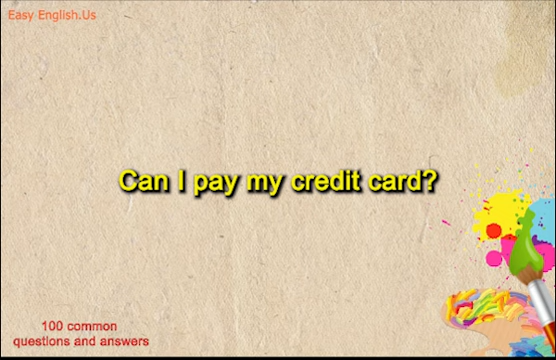 Easy English.Us
Can I pay my credit card?
100 common
questions and answers